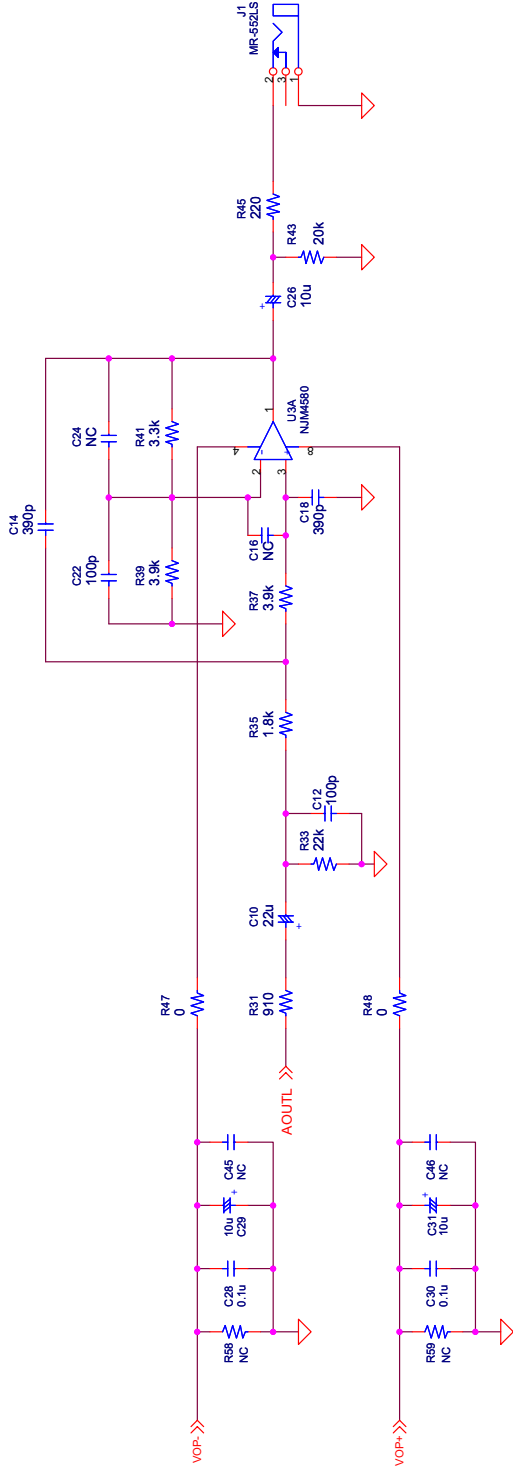 J1
MR-552LS
2
3
1
R45
220
R43
20k
C26
10u
+
C14
390p
C24
NC
R41
3.3k
C22
100p
R39
3.9k
1
U3A
NJM4580
4
8
2
3
-
+
C16
NC
C18
390p
R37
3.9k
R35
1.8k
C12
100p
R33
22k
C10
22u
+
R47
0
R31
910
R48
0
AOUTL
C45
NC
10u
C29
+
C28
0.1u
R58
NC
VOP-
C46
NC
C31
10u
+
C30
0.1u
R59
NC
VOP+